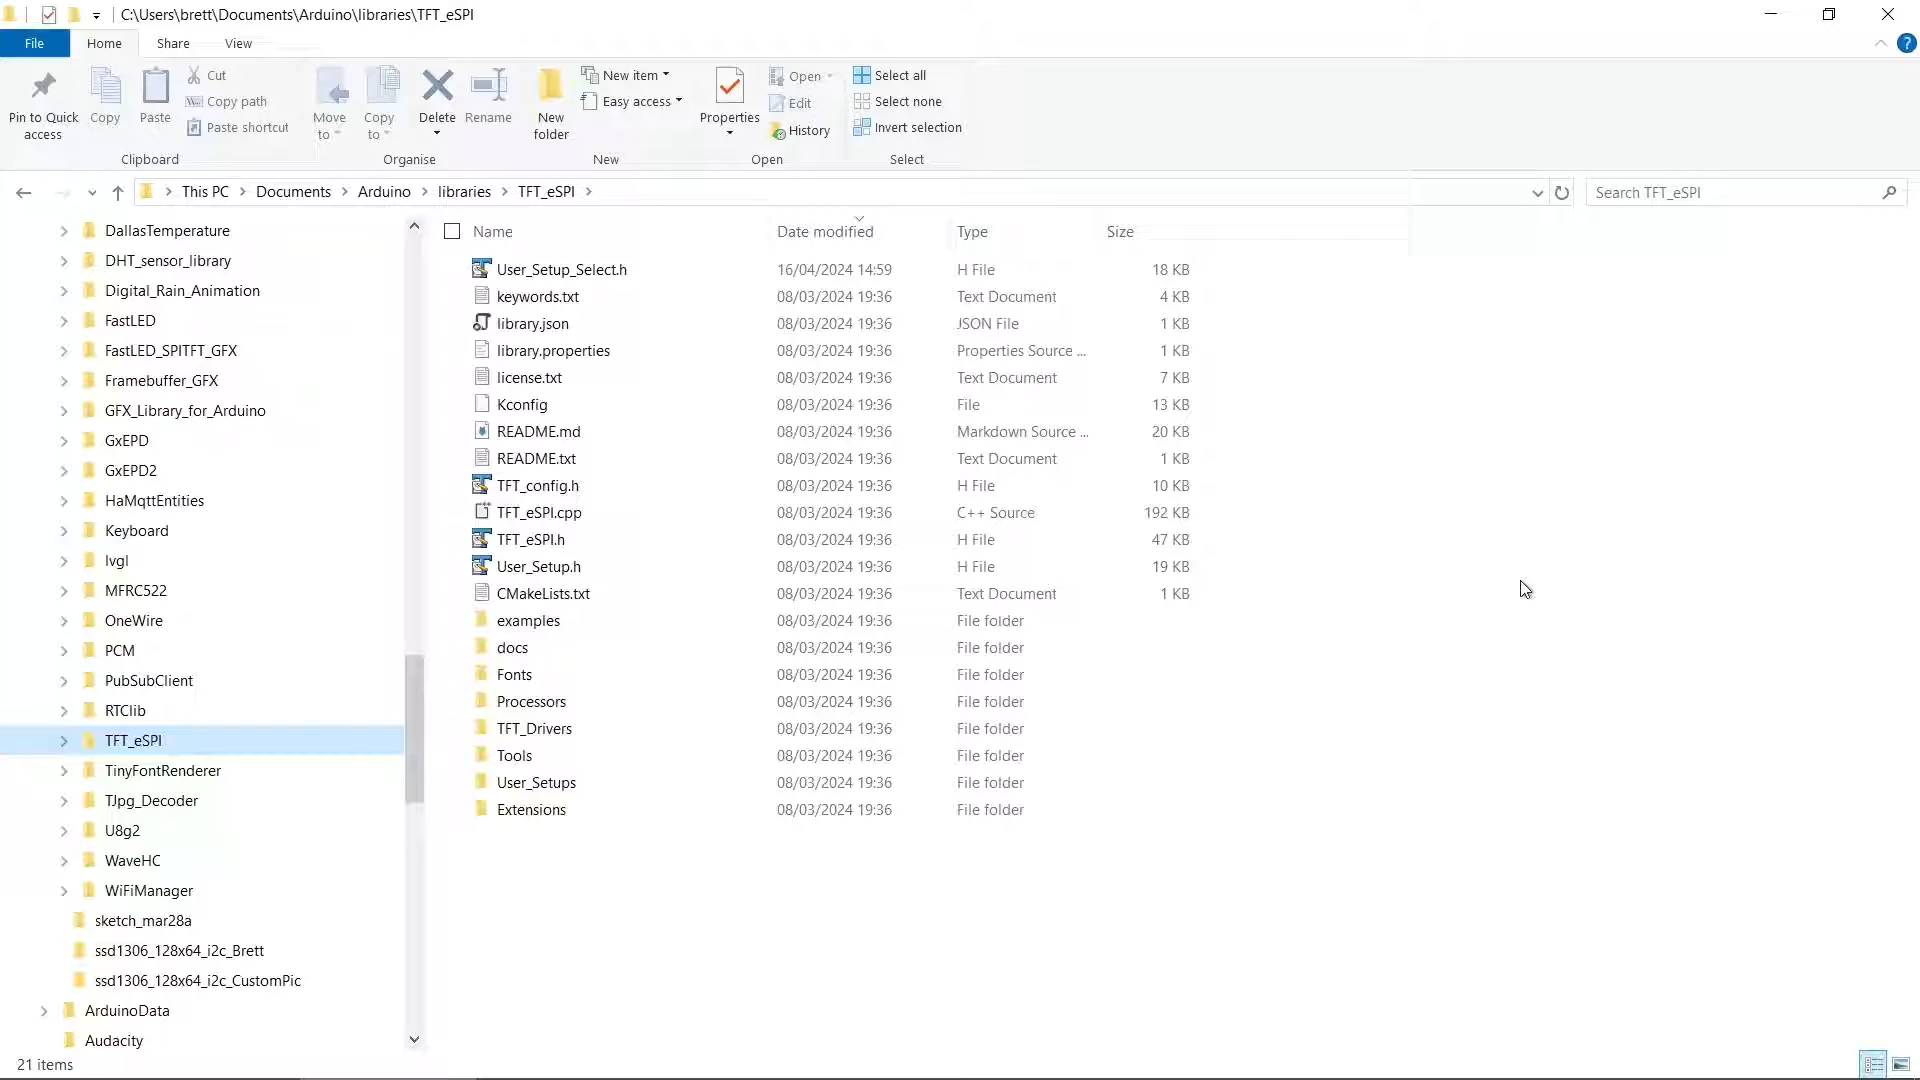 C:\Users\brett\Documents\Arduino\libraries\TFT_eSPI
File Home Share View
Pin to Quick access
Copy
Paste
Cut
Copy path
Paste shortcut
Clipboard
Move to
Copy to
Delete
Rename
Organise
New folder
New item
Easy access
New
Properties
Open
Edit
History
Open
Select all
Select none
Invert selection
Select
This PC Documents Arduino libraries TFT_eSPI
Search TFT_eSPI
DallasTemperature
DHT_sensor_library
Digital_Rain_Animation
FastLED
FastLED_SPITFT_GFX
Framebuffer_GFX
GFX_Library_for_Arduino
GxEPD
GxEPD2
HaMqttEntities
Keyboard
lvgl
MFRC522
OneWire
PCM
PubSubClient
RTClib
TFT_eSPI
TinyFontRenderer
TJpg_Decoder
U8g2
WaveHC
WiFiManager
sketch_mar28a
ssd1306_128x64_i2c_Brett
ssd1306_128x64_i2c_CustomPic
ArduinoData
Audacity
Name Date modified Type Size
User_Setup_Select.h 16/04/2024 14:59 H File 18 KB
keywords.txt 08/03/2024 19:36 Text Document 4 KB
library.json 08/03/2024 19:36 JSON File 1 KB
library.properties 08/03/2024 19:36 Properties Source ... 1 KB
license.txt 08/03/2024 19:36 Text Document 7 KB
Kconfig 08/03/2024 19:36 File 13 KB
README.md 08/03/2024 19:36 Markdown Source ... 20 KB
README.txt 08/03/2024 19:36 Text Document 1 KB
TFT_config.h 08/03/2024 19:36 H File 10 KB
TFT_eSPI.cpp 08/03/2024 19:36 C++ Source 192 KB
TFT_eSPI.h 08/03/2024 19:36 H File 47 KB
User_Setup.h 08/03/2024 19:36 H File 19 KB
CMakeLists.txt 08/03/2024 19:36 Text Document 1 KB
examples 08/03/2024 19:36 File folder
docs 08/03/2024 19:36 File folder
Fonts 08/03/2024 19:36 File folder
Processors 08/03/2024 19:36 File folder
TFT_Drivers 08/03/2024 19:36 File folder
Tools 08/03/2024 19:36 File folder
User_Setups 08/03/2024 19:36 File folder
Extensions 08/03/2024 19:36 File folder
21 items